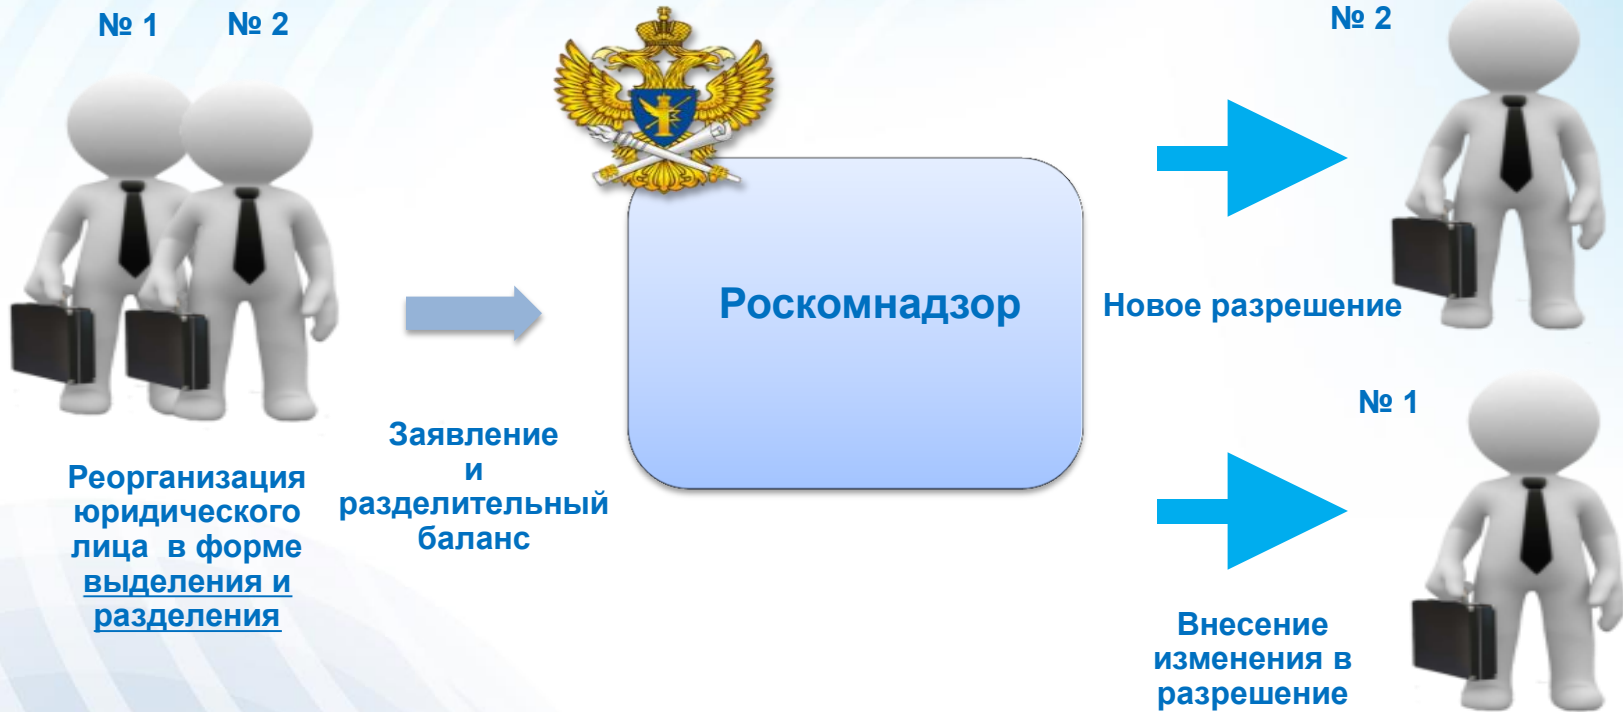 № 1
№ 2
Реорганизация
юридического
лица в форме
выделения и
разделения
Заявление
и
разделительный
баланс
Роскомнадзор
№ 2
Новое разрешение
№ 1
Внесение
изменения в
разрешение